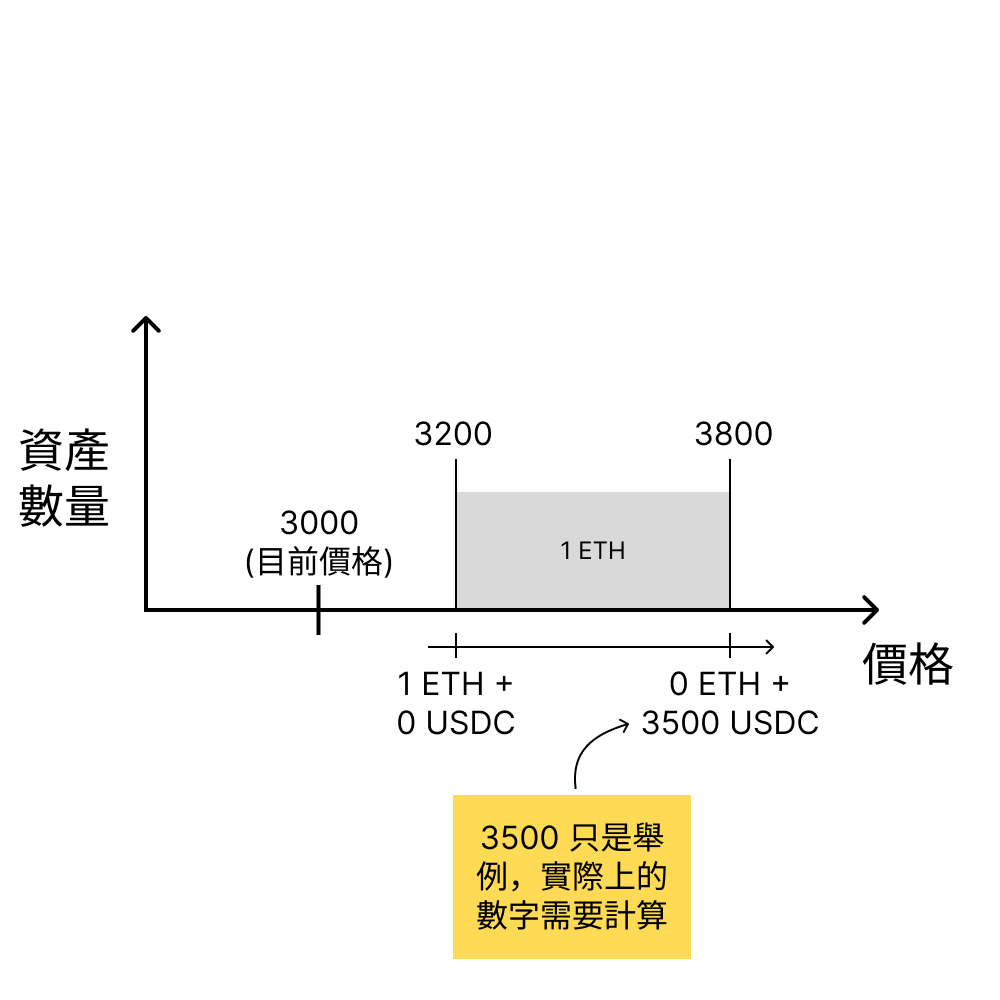 3200
3800
資產
數量
3000
(目前價格)
1 ETH
價格
1 ETH +
0 USDC
0 ETH +
3500 USDC
3500 只是舉
例，實際上的
數字需要計算